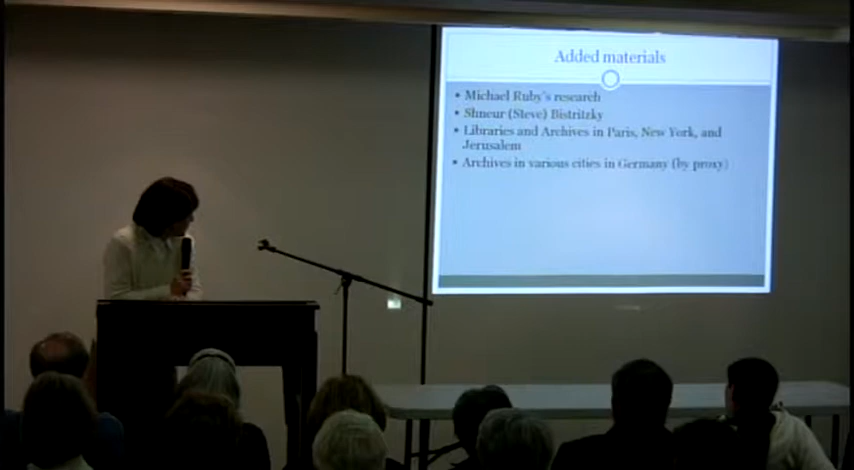 Added materials
• Michael Ruby's research
• Shneur (Steve) Bistritzky
• Libraries and Archives in Paris, New York, and
Jerusalem
• Archives in various cities in Germany (by proxy)